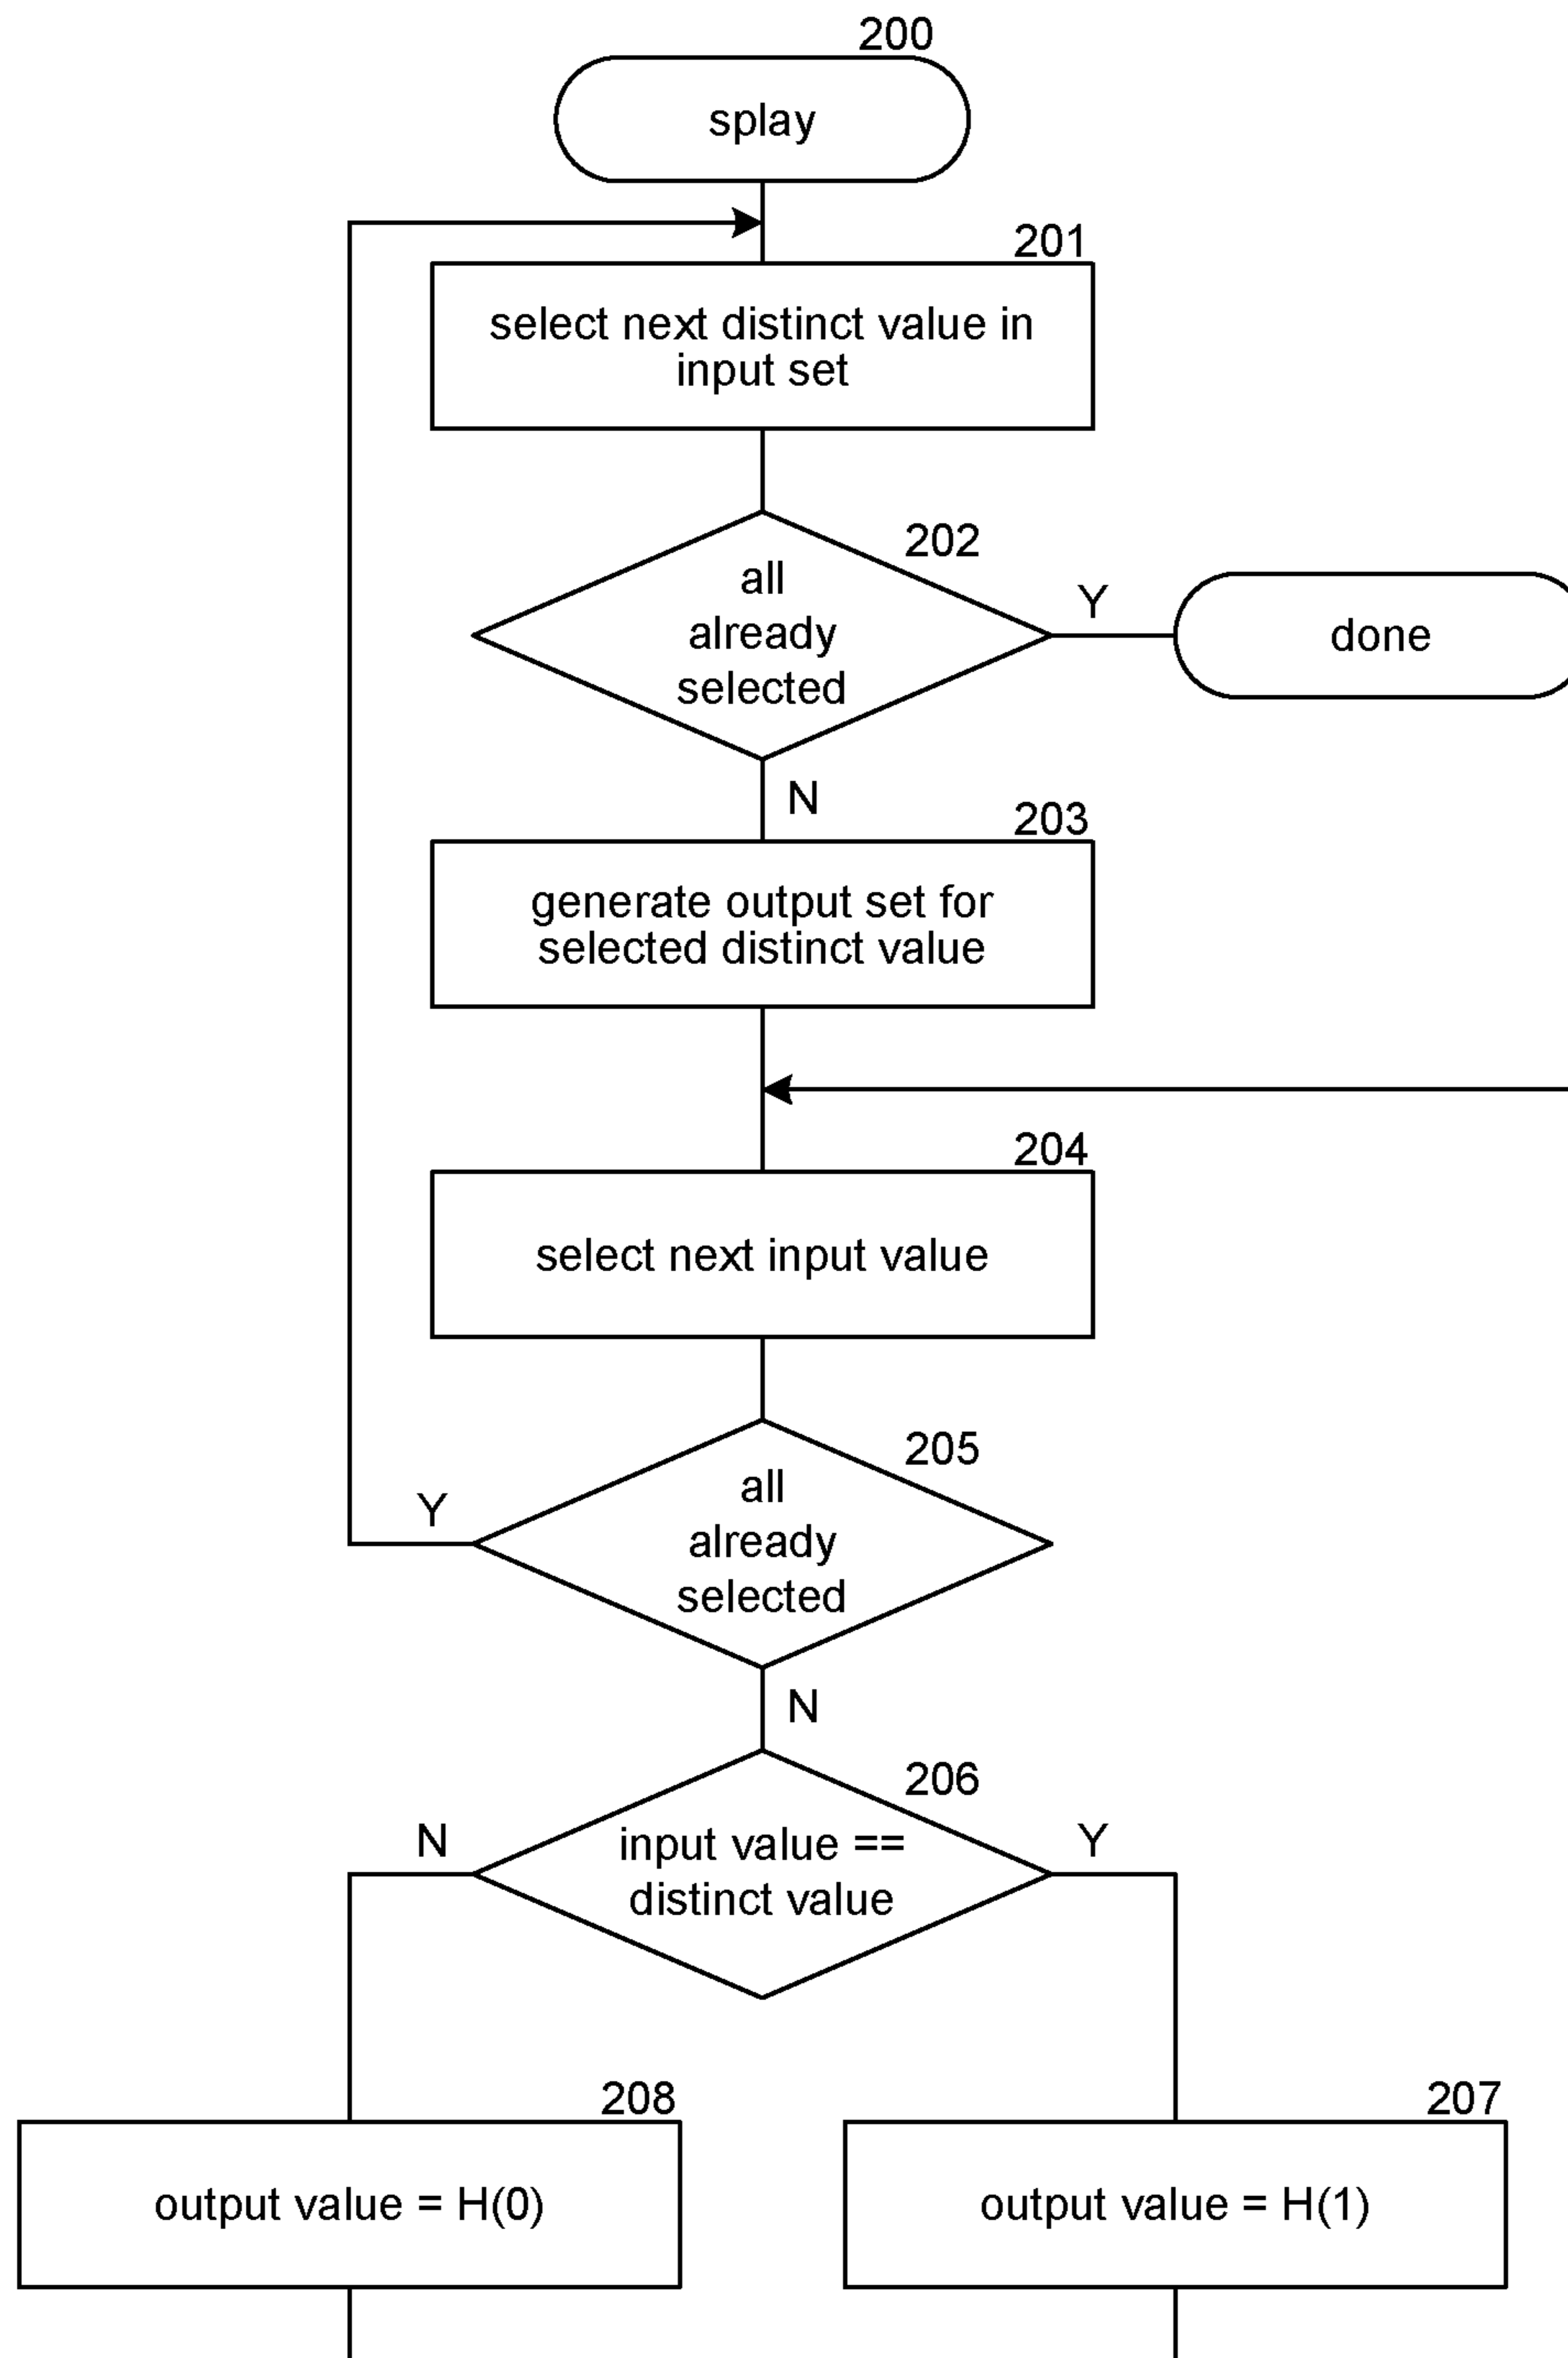 200
splay
201
select next distinct value in
input set
202
all
already
selected
Y
done
N
203
generate output set for
selected distinct value
204
select next input value
205
all
already
selected
Y
N
206
input value ==
distinct value
N
Y
208
output value = H(0)
207
output value = H(1)